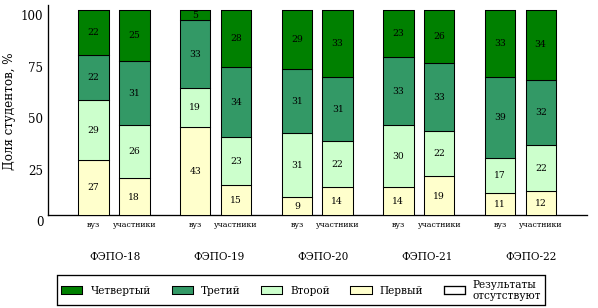 Доля студентов, %
100
75
50
25
0
22 25 5 28 29 33 23 26 33 34
22 31 33 34 31 31 33 33 39 32
29 26 19 23 31 22 30 22 17 22
27 18 43 15 9 14 14 19 11 12
вуз участники вуз участники вуз участники вуз участники вуз участники
ФЭПО-18 ФЭПО-19 ФЭПО-20 ФЭПО-21 ФЭПО-22
Четвертый Третий Второй Первый Результаты
отсутствуют